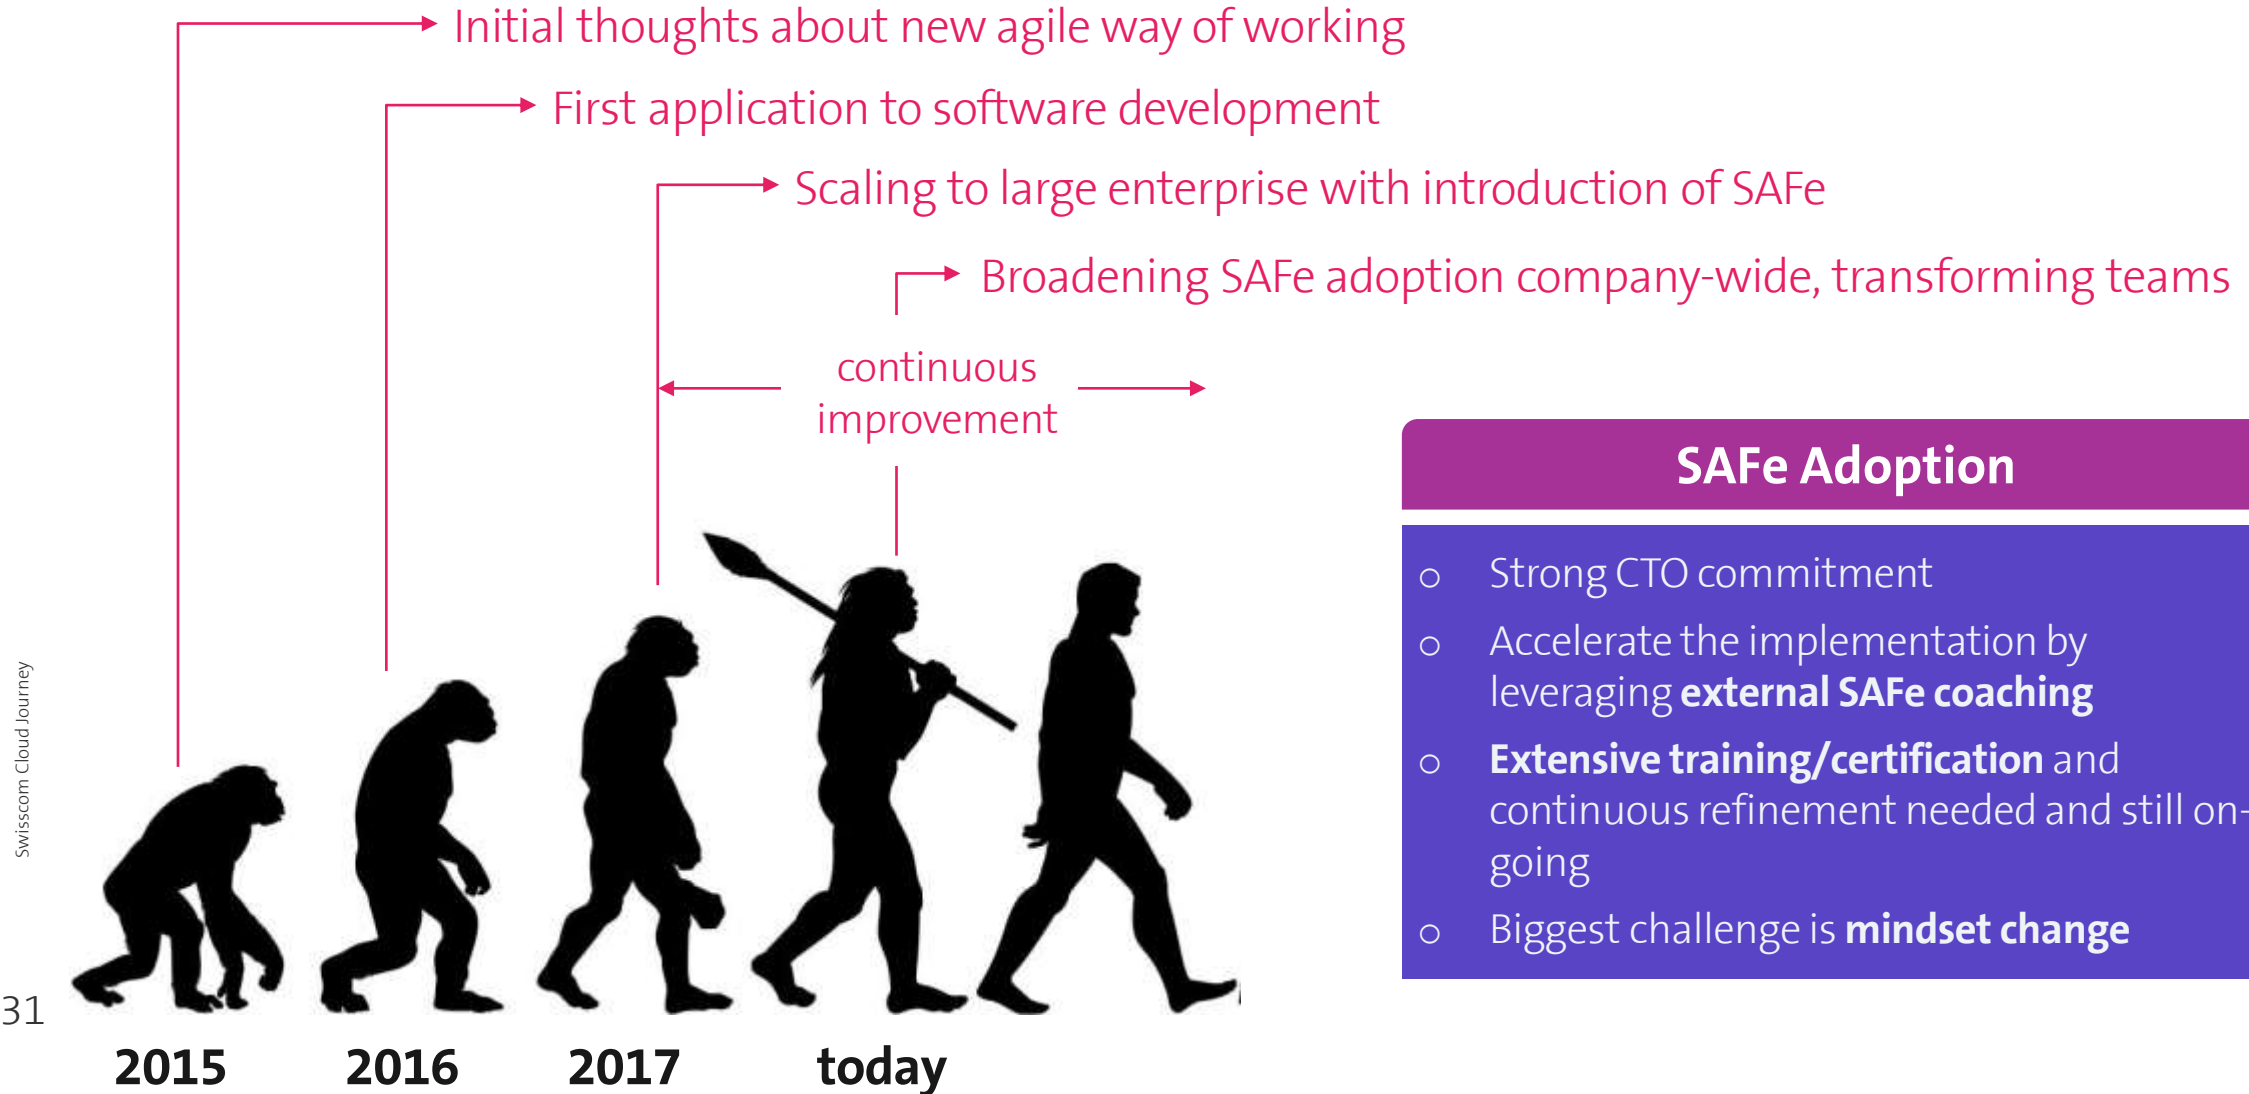 Initial thoughts about new agile way of working
First application to software development
Scaling to large enterprise with introduction of SAFe
Broadening SAFe adoption company-wide, transforming teams
continuous
improvement
SAFe Adoption
○ Strong CTO commitment
○ Accelerate the implementation by
leveraging external SAFe coaching
○ Extensive training/certification and
continuous refinement needed and still on-
going
○ Biggest challenge is mindset change
Swisscom Cloud Journey
31
2015
2016
2017
today